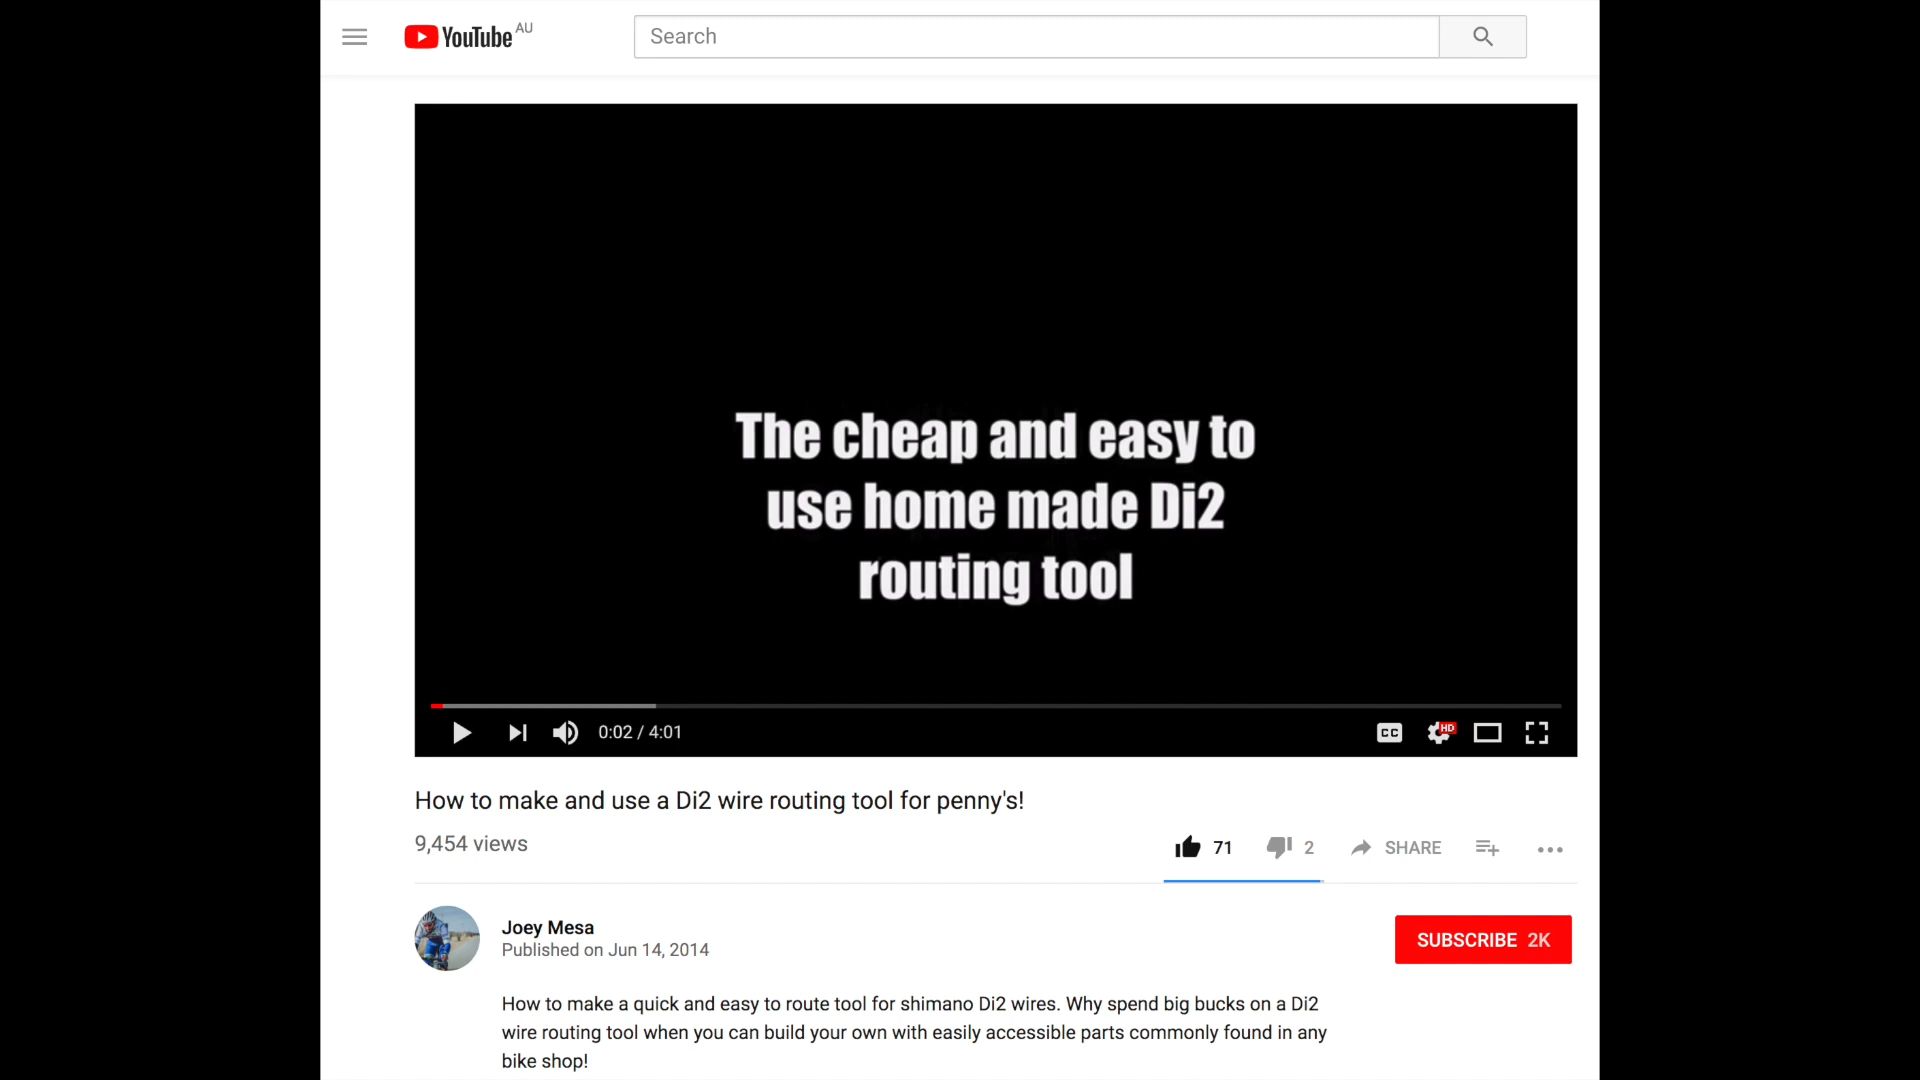 YouTube AU
Search
The cheap and easy to
use home made Di2
routing tool
0:02 / 4:01
CC
HD
How to make and use a Di2 wire routing tool for penny's!
9,454 views
71
2
SHARE
Joey Mesa
Published on Jun 14, 2014
SUBSCRIBE 2K
How to make a quick and easy to route tool for shimano Di2 wires. Why spend big bucks on a Di2
wire routing tool when you can build your own with easily accessible parts commonly found in any
bike shop!